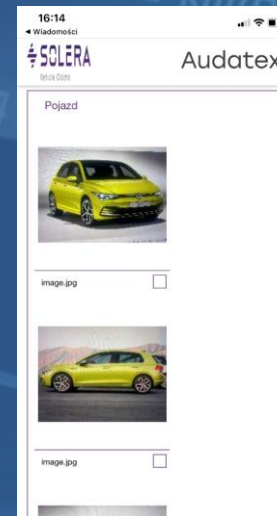 16:14
◀ Wiadomości
SOLERA
Audatex
Pojazd
image.jpg
image.jpg